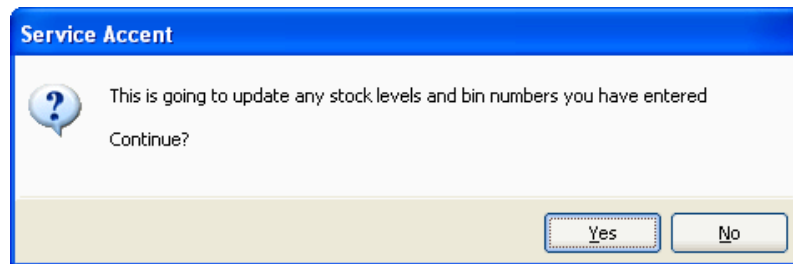 Service Accent
This is going to update any stock levels and bin numbers you have entered
Continue?
Yes
No